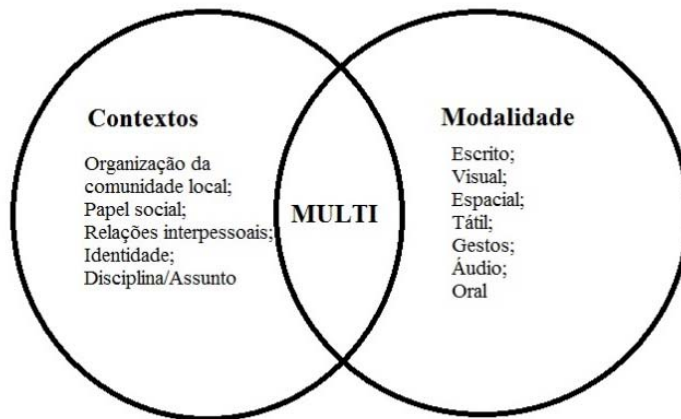 Contextos
Organização da
comunidade local;
Papel social;
Relações interpessoais;
Identidade;
Disciplina/Assunto
MULTI
Modalidade
Escrito;
Visual;
Espacial;
Tátil;
Gestos;
Áudio;
Oral